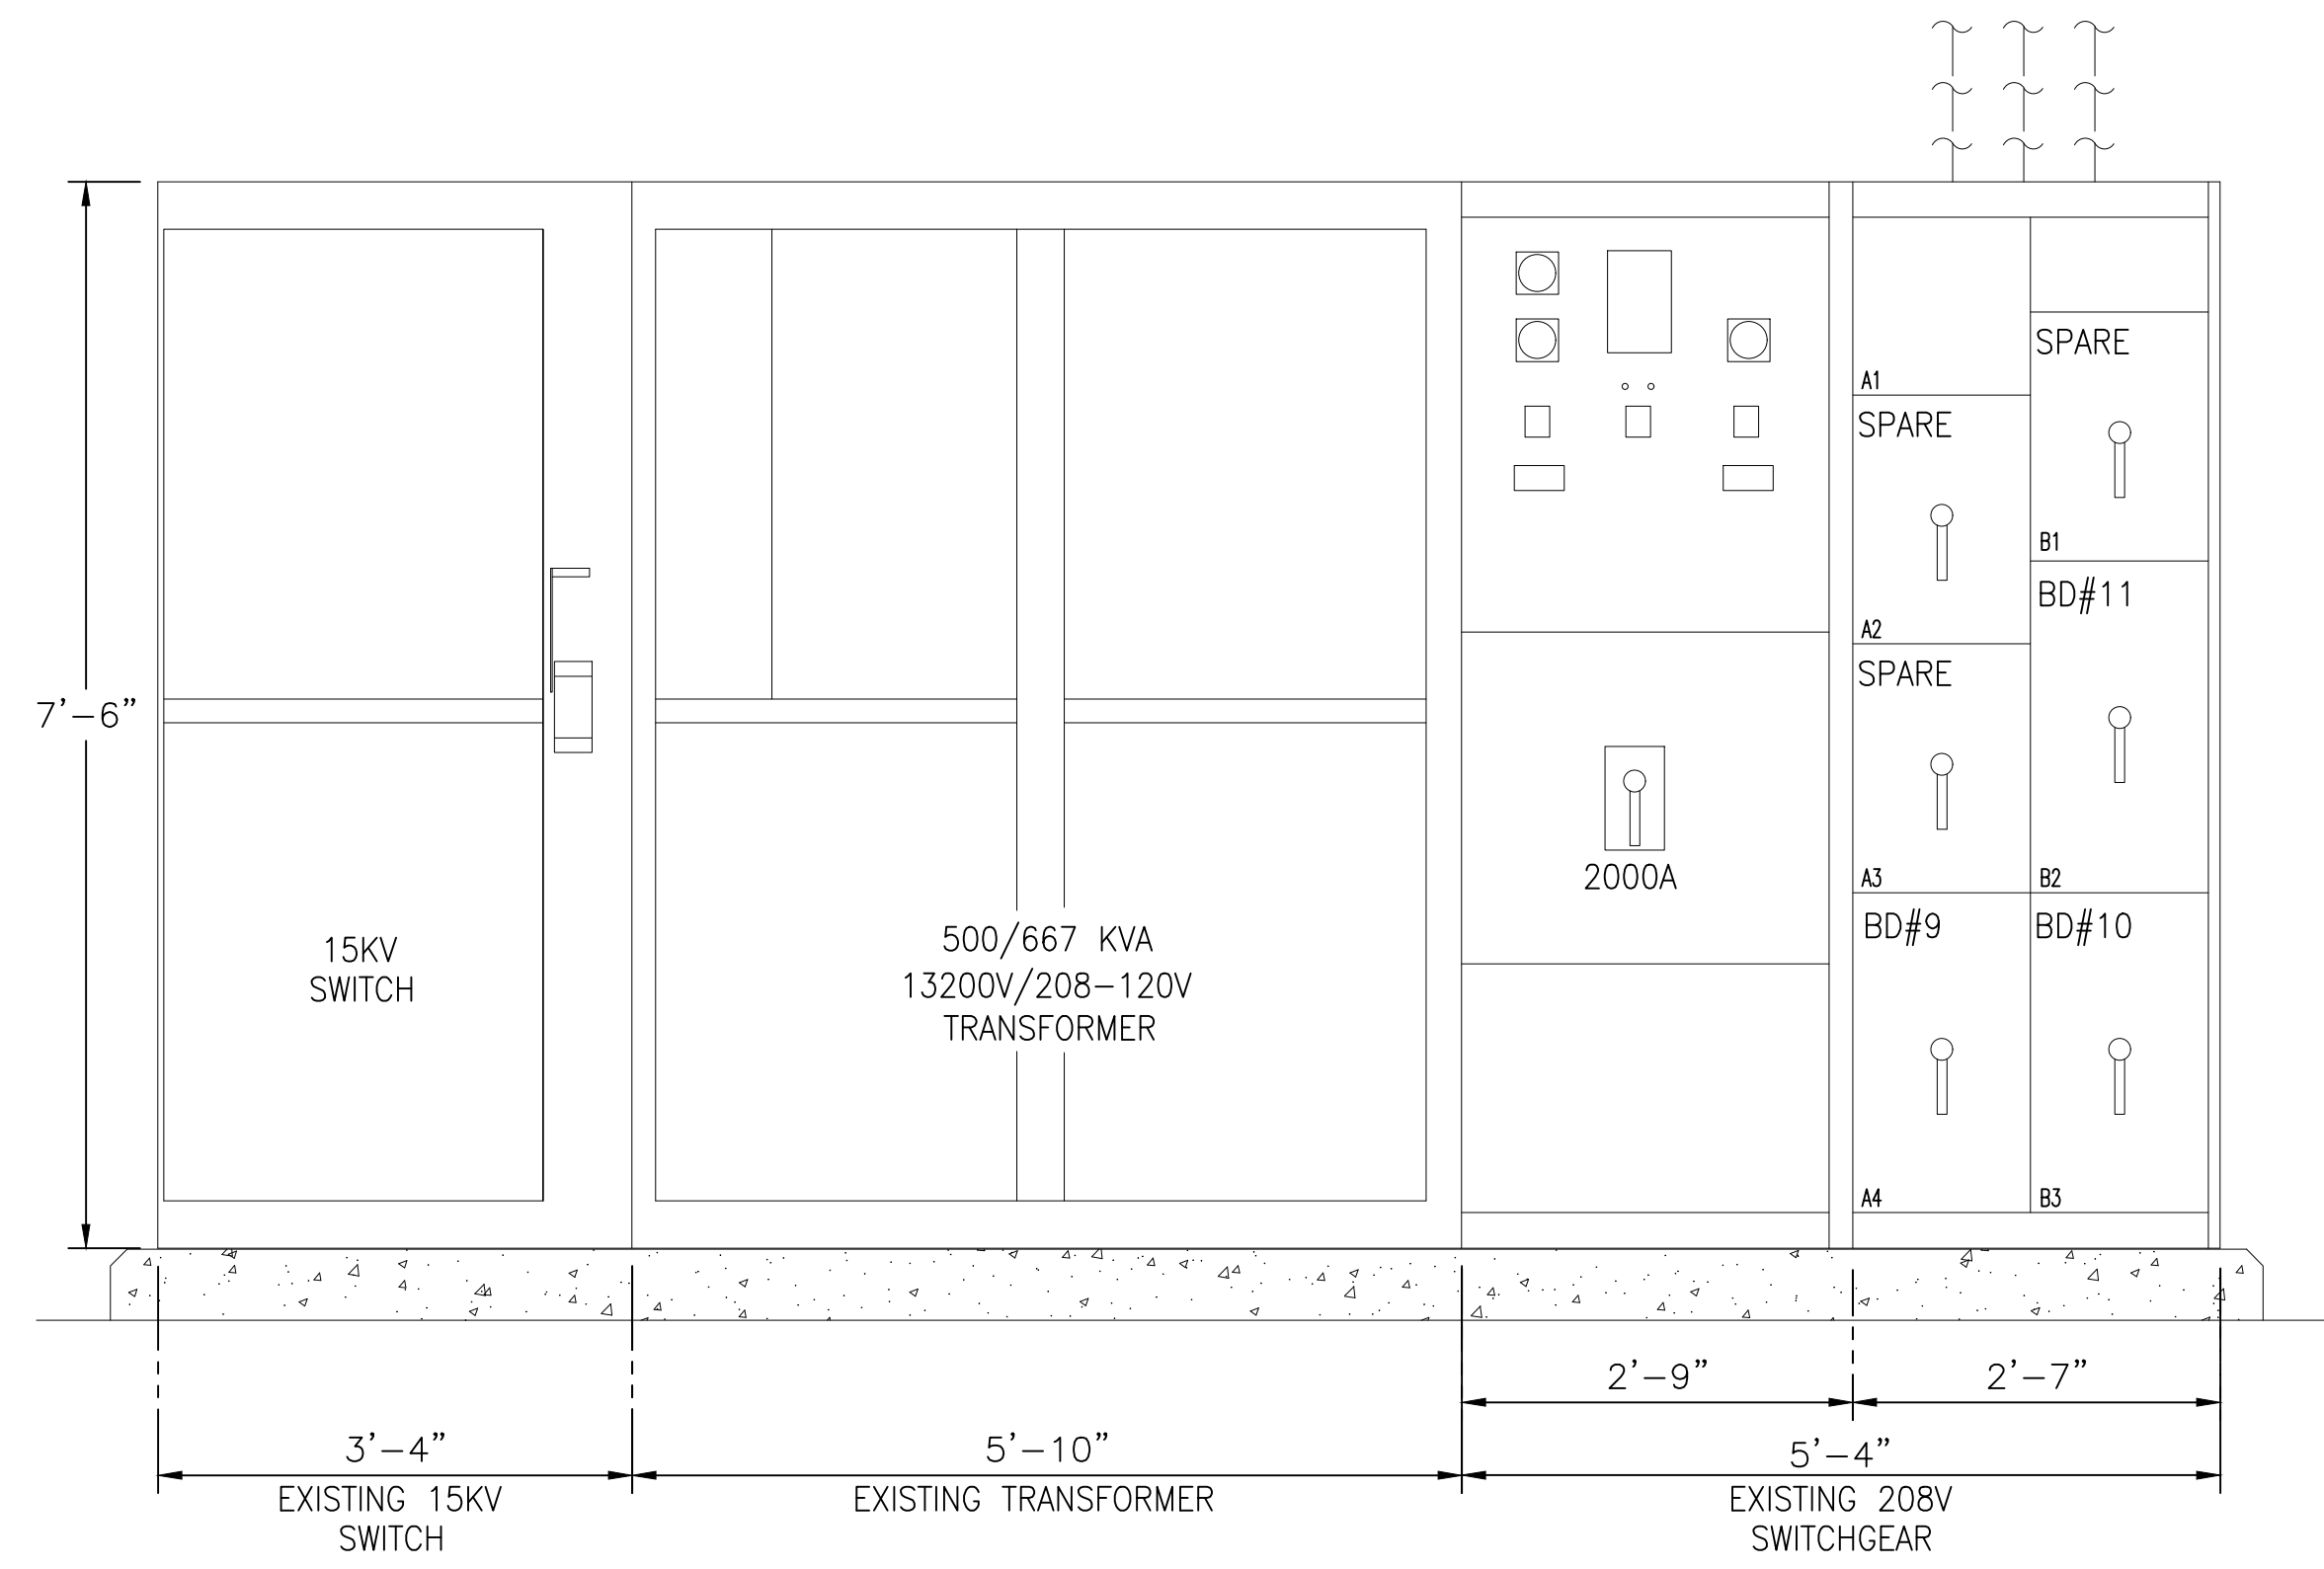 SPARE
A1
SPARE
B1
BD#11
A2
SPARE
7'-6"
2000A
A3
B2
BD#9
BD#10
15KV
SWITCH
500/667 KVA
13200V/208-120V
TRANSFORMER
A4
B3
2'-9"
2'-7"
3'-4"
5'-10"
5'-4"
EXISTING 15KV
SWITCH
EXISTING TRANSFORMER
EXISTING 208V
SWITCHGEAR